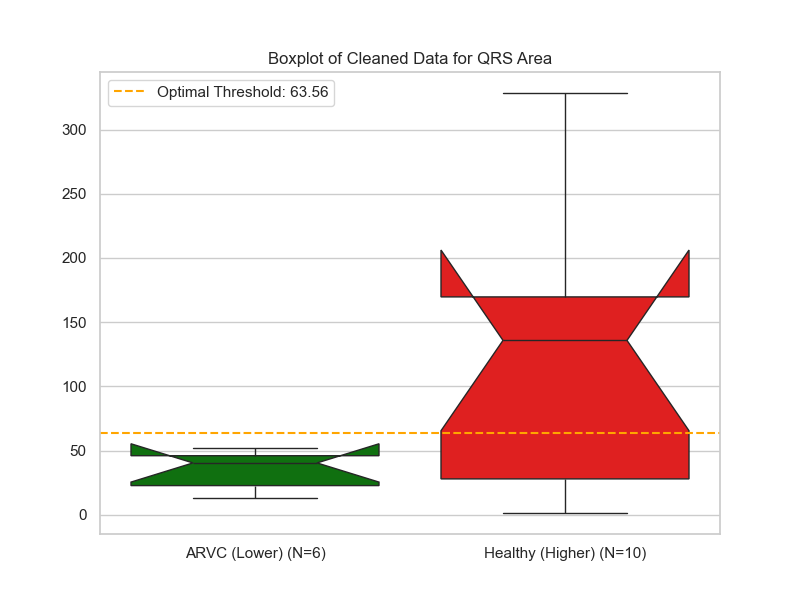 Boxplot of Cleaned Data for QRS Area
Optimal Threshold: 63.56
300
250
200
150
100
50
0
ARVC (Lower) (N=6)
Healthy (Higher) (N=10)